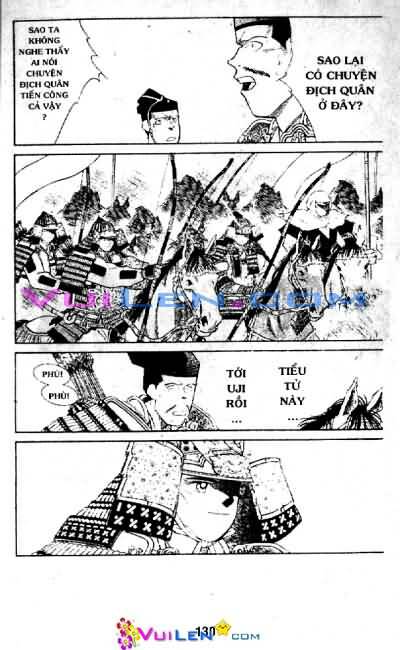 SAO TA
KHÔNG
NGHE THẤY
AI NÓI
CHUYỆN
ĐỊCH QUÂN
TIẾN CÔNG
CẢ VẬY
?
SAO LẠI
CÓ CHUYỆN
ĐỊCH QUÂN
Ở ĐÂY?
VUILEN.COM
PHÙ!
PHÙ!
TỚI
UJI
RỒI
...
TIỂU
TỬ
NÀY
...
130
VUILEN.COM